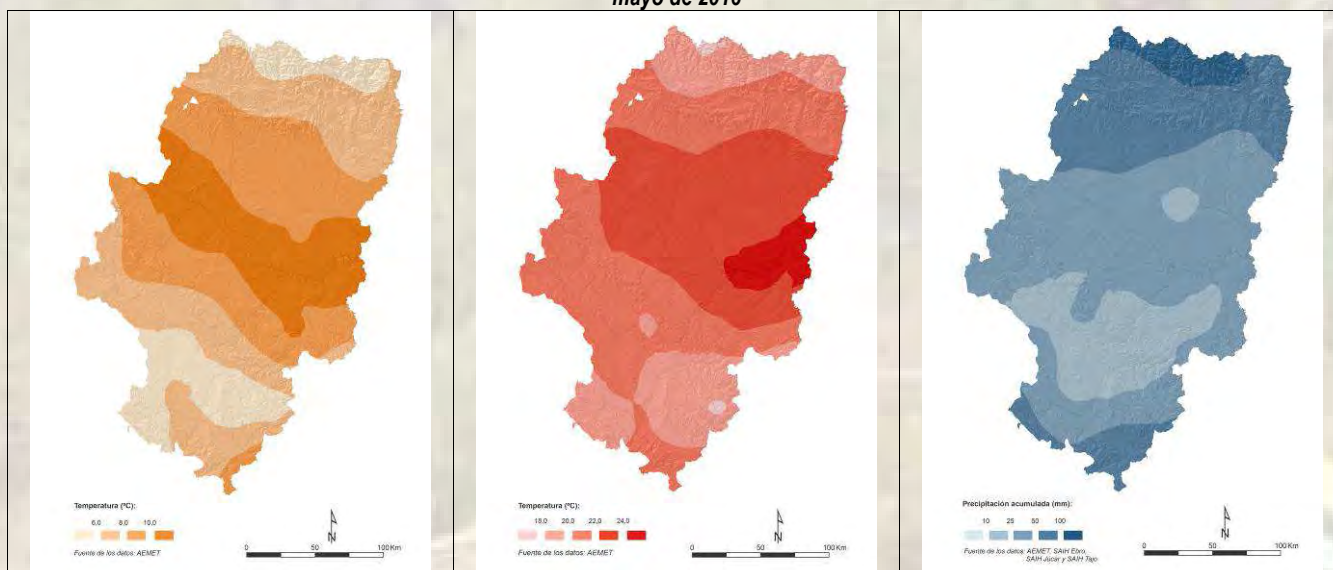 mayo de 2016
Temperatura (ºC):
6,0 8,0 10,0
Fuente de los datos: AEMET
N
0 50 100 Km
Temperatura (ºC):
18,0 20,0 22,0 24,0
Fuente de los datos: AEMET
N
0 50 100 Km
Precipitación acumulada (mm):
10 25 50 100
Fuente de los datos: AEMET, SAIH Ebro,
SAIH Júcar y SAIH Tajo
N
0 50 100 Km